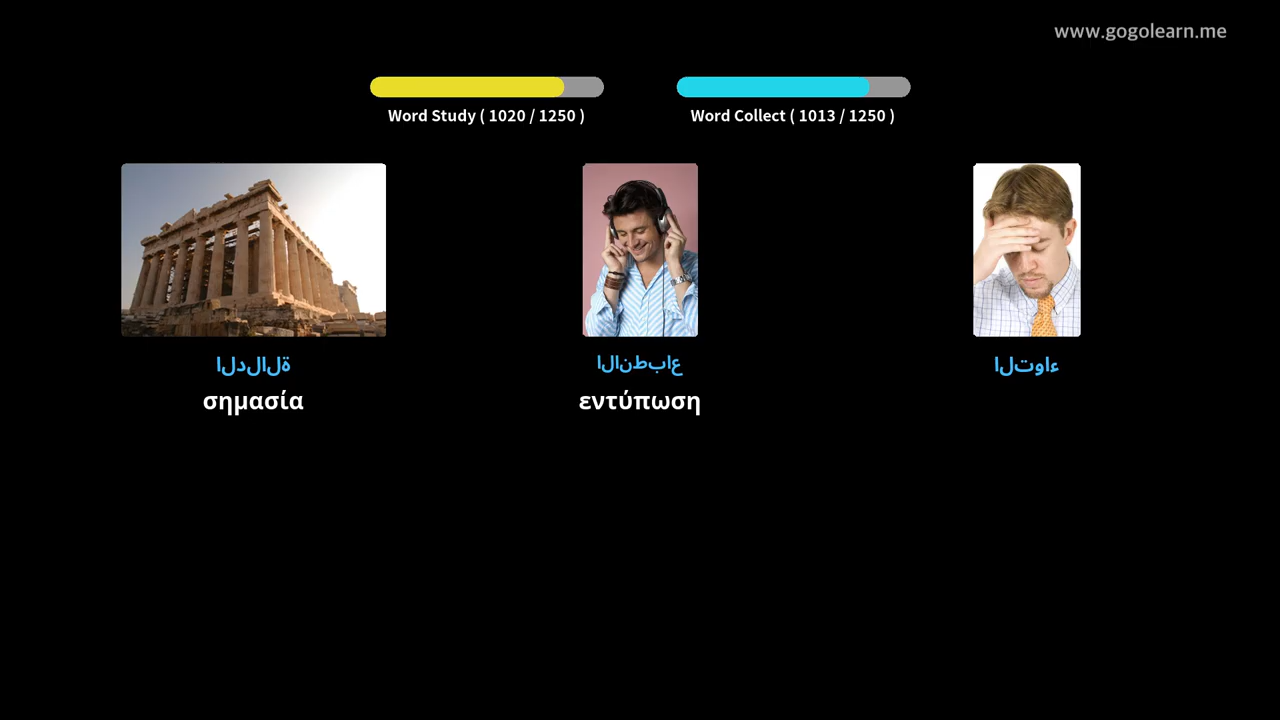 www.gogolearn.me
Word Study ( 1020 / 1250 )
Word Collect ( 1013 / 1250 )
الدلالة
الانطباع
التواء
σημασία
εντύπωση